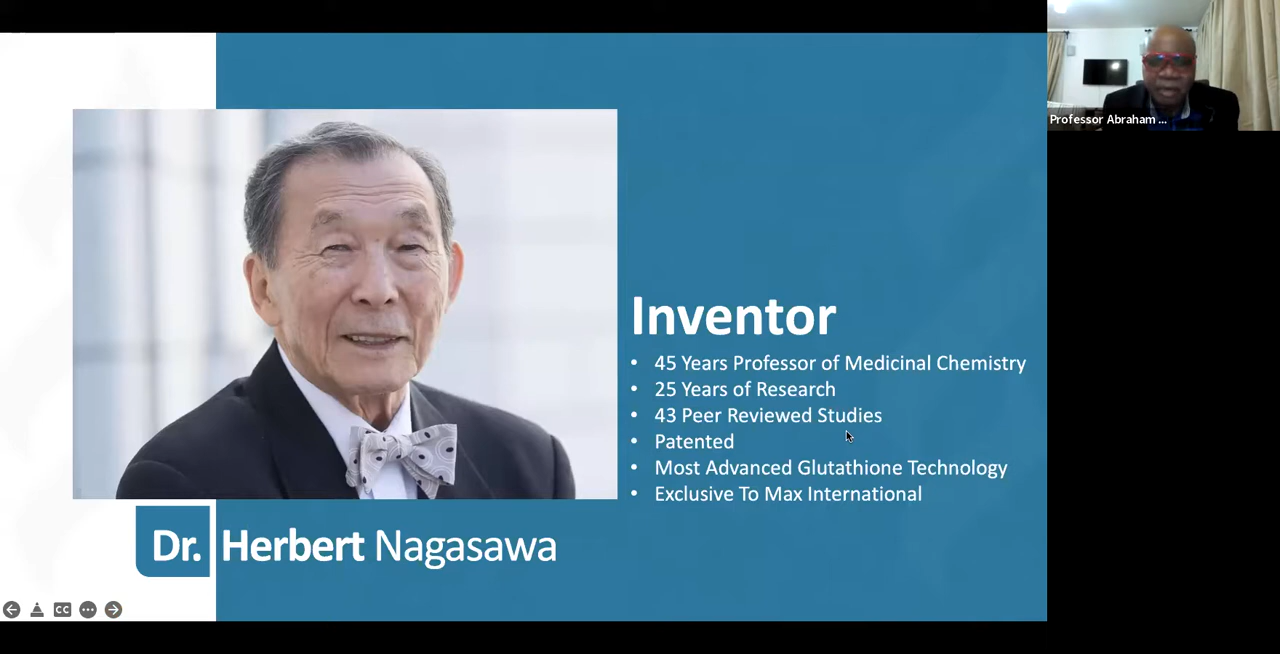 Professor Abraham ...
Inventor
• 45 Years Professor of Medicinal Chemistry
• 25 Years of Research
• 43 Peer Reviewed Studies
• Patented
• Most Advanced Glutathione Technology
• Exclusive To Max International
Dr. Herbert Nagasawa
CC